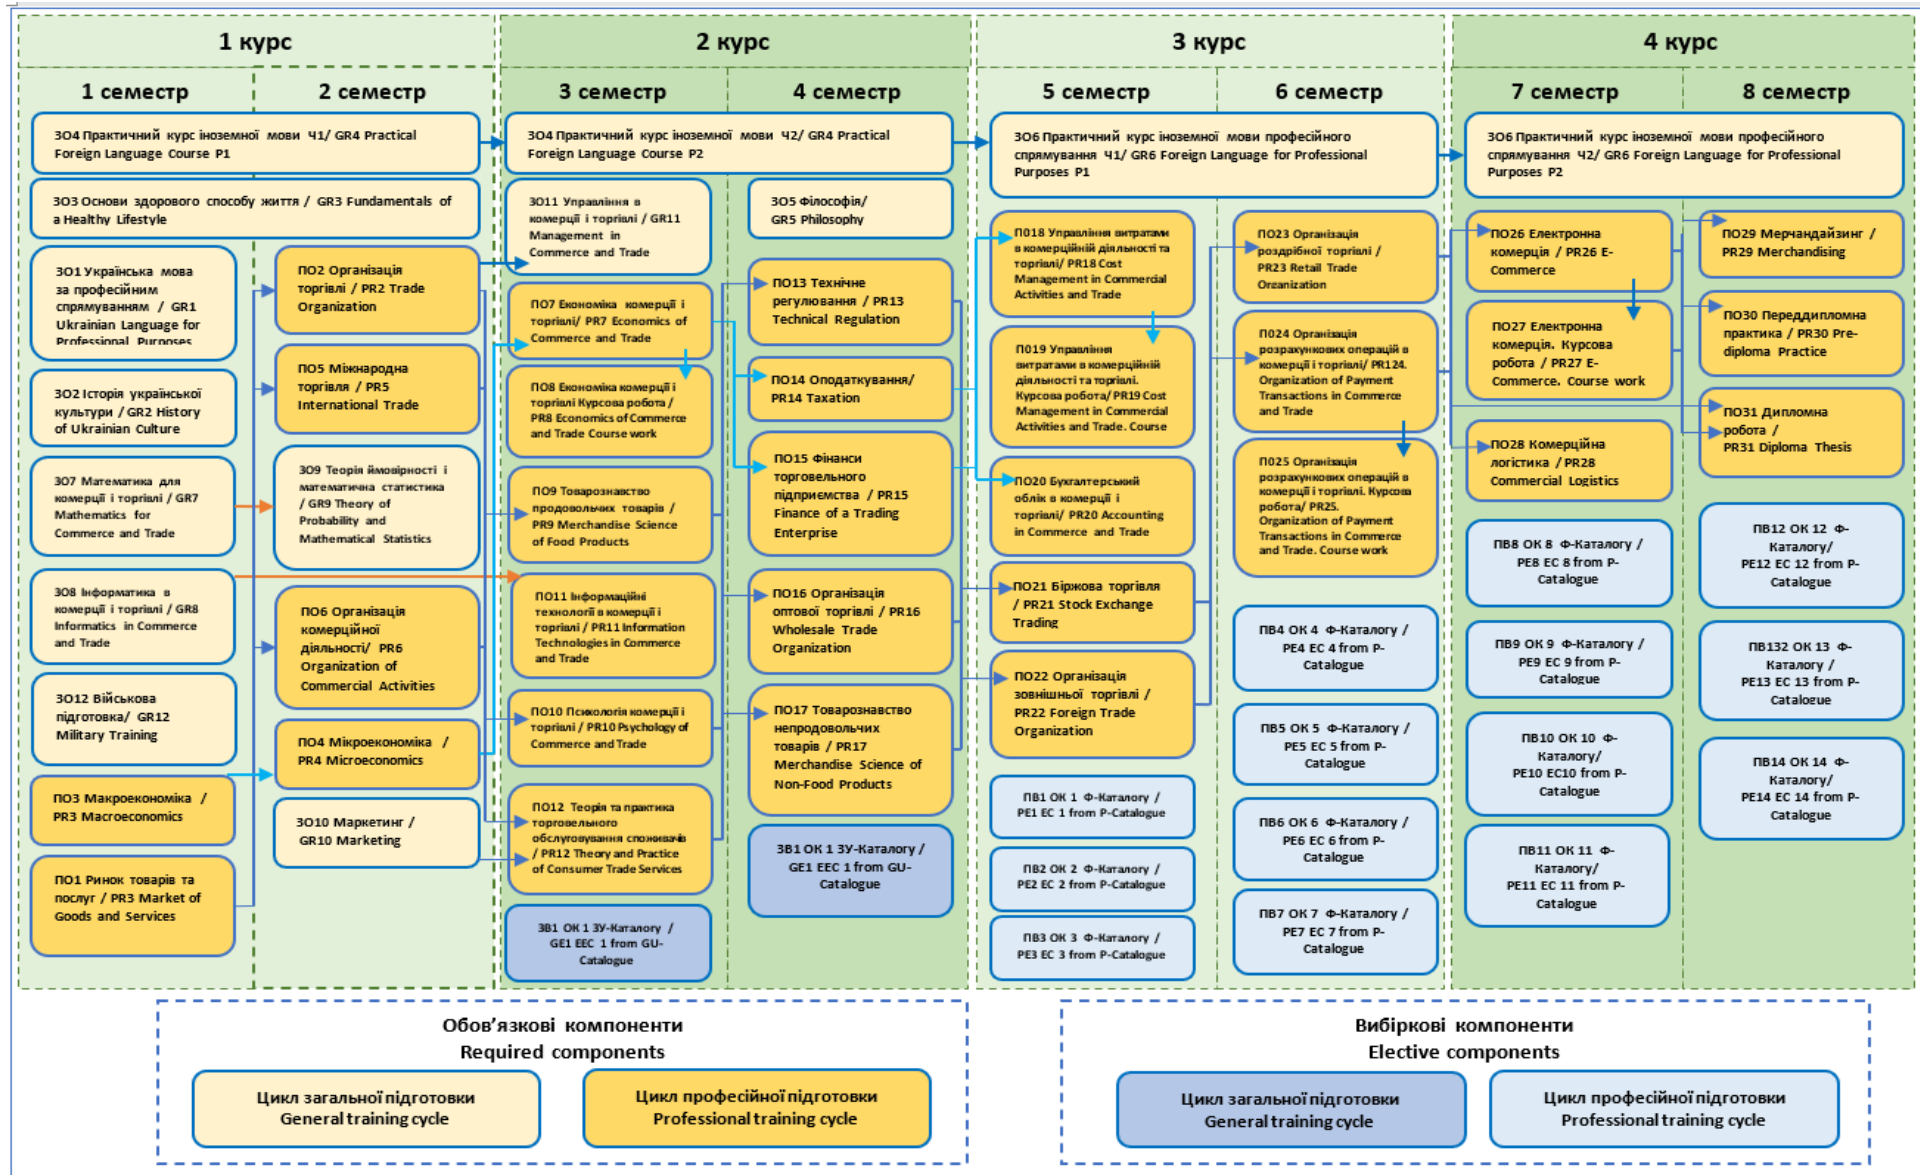 1 курс
2 курс
3 курс
4 курс
1 семестр
2 семестр
3 семестр
4 семестр
5 семестр
6 семестр
7 семестр
8 семестр
ЗО4 Практичний курс іноземної мови Ч1/ GR4 Practical
Foreign Language Course P1
ЗО3 Основи здорового способу життя / GR3 Fundamentals of
a Healthy Lifestyle
ЗО1 Українська мова
за професійним
спрямуванням / GR1
Ukrainian Language for
Professional Purposes
ЗО2 Історія української
культури / GR2 History
of Ukrainian Culture
ЗО7 Математика для
комерції і торгівлі / GR7
Mathematics for
Commerce and Trade
ЗО8 Інформатика в
комерції і торгівлі / GR8
Informatics in Commerce
and Trade
ЗО12 Військова
підготовка/ GR12
Military Training
ПО3 Макроекономіка /
PR3 Macroeconomics
ПО1 Ринок товарів та
послуг / PR3 Market of
Goods and Services
ПО2 Організація
торгівлі / PR2 Trade
Organization
ПО5 Міжнародна
торгівля / PR5
International Trade
ЗО9 Теорія ймовірності і
математична статистика
/ GR9 Theory of
Probability and
Mathematical Statistics
ПО6 Організація
комерційної
діяльності/ PR6
Organization of
Commercial Activities
ПО4 Мікроекономіка /
PR4 Microeconomics
ЗО10 Маркетинг /
GR10 Marketing
ЗО4 Практичний курс іноземної мови Ч2/ GR4 Practical
Foreign Language Course P2
ЗО11 Управління в
комерції і торгівлі / GR11
Management in
Commerce and Trade
ПО7 Економіка комерції і
торгівлі/ PR7 Economics of
Commerce and Trade
ПО8 Економіка комерції і
торгівлі Курсова робота /
PR8 Economics of Commerce
and Trade Course work
ПО9 Товарознавство
продовольчих товарів /
PR9 Merchandise Science
of Food Products
ПО11 Інформаційні
технології в комерції і
торгівлі / PR11 Information
Technologies in Commerce
and Trade
ПО10 Психологія комерції і
торгівлі / PR10 Psychology of
Commerce and Trade
ПО12 Теорія та практика
торговельного
обслуговування споживачів
/ PR12 Theory and Practice
of Consumer Trade Services
ЗВ1 ОК 1 ЗУ-Каталогу /
GE1 EEC 1 from GU-
Catalogue
ЗО5 Філософія/
GR5 Philosophy
ПО13 Технічне
регулювання / PR13
Technical Regulation
ПО14 Оподаткування/
PR14 Taxation
ПО15 Фінанси
торговельного
підприємства / PR15
Finance of a Trading
Enterprise
ПО16 Організація
оптової торгівлі / PR16
Wholesale Trade
Organization
ПО17 Товарознавство
непродовольчих
товарів / PR17
Merchandise Science of
Non-Food Products
ЗВ1 ОК 1 ЗУ-Каталогу /
GE1 EEC 1 from GU-
Catalogue
ЗО6 Практичний курс іноземної мови професійного
спрямування Ч1/ GR6 Foreign Language for Professional
Purposes P1
П018 Управління витратами
в комерційній діяльності та
торгівлі/ PR18 Cost
Management in Commercial
Activities and Trade
П019 Управління
витратами в комерційній
діяльності та торгівлі.
Курсова робота/ PR19 Cost
Management in Commercial
Activities and Trade. Course
ПО20 Бухгалтерський
облік в комерції і
торгівлі/ PR20 Accounting
in Commerce and Trade
ПО21 Біржова торгівля
/ PR21 Stock Exchange
Trading
ПО22 Організація
зовнішньої торгівлі /
PR22 Foreign Trade
Organization
ПВ1 ОК 1 Ф-Каталогу /
PE1 EC 1 from P-Catalogue
ПВ2 ОК 2 Ф-Каталогу /
PE2 EC 2 from P-Catalogue
ПВ3 ОК 3 Ф-Каталогу /
PE3 EC 3 from P-Catalogue
ПО23 Організація
роздрібної торгівлі /
PR23 Retail Trade
Organization
П024 Організація
розрахункових операцій в
комерції і торгівлі/ PR124.
Organization of Payment
Transactions in Commerce
and Trade
П025 Організація
розрахункових операцій в
комерції і торгівлі. Курсова
робота/ PR25.
Organization of Payment
Transactions in Commerce
and Trade. Course work
ПВ4 ОК 4 Ф-Каталогу /
PE4 EC 4 from P-
Catalogue
ПВ5 ОК 5 Ф-Каталогу /
PE5 EC 5 from P-
Catalogue
ПВ6 ОК 6 Ф-Каталогу /
PE6 EC 6 from P-
Catalogue
ПВ7 ОК 7 Ф-Каталогу /
PE7 EC 7 from P-
Catalogue
ЗО6 Практичний курс іноземної мови професійного
спрямування Ч2/ GR6 Foreign Language for Professional
Purposes P2
ПО26 Електронна
комерція / PR26 E-
Commerce
ПО27 Електронна
комерція. Курсова
робота / PR27 E-
Commerce. Course work
ПО28 Комерційна
логістика / PR28
Commercial Logistics
ПВ8 ОК 8 Ф-Каталогу /
PE8 EC 8 from P-
Catalogue
ПВ9 ОК 9 Ф-Каталогу /
PE9 EC 9 from P-
Catalogue
ПВ10 ОК 10 Ф-
Каталогу/
PE10 EC10 from P-
Catalogue
ПВ11 ОК 11 Ф-
Каталогу/
PE11 EC 11 from P-
Catalogue
ПО29 Мерчандайзинг /
PR29 Merchandising
ПО30 Переддипломна
практика / PR30 Pre-
diploma Practice
ПО31 Дипломна
робота /
PR31 Diploma Thesis
ПВ12 ОК 12 Ф-
Каталогу/
PE12 EC 12 from P-
Catalogue
ПВ132 ОК 13 Ф-
Каталогу /
PE13 EC 13 from P-
Catalogue
ПВ14 ОК 14 Ф-
Каталогу/
PE14 EC 14 from P-
Catalogue
Обов’язкові компоненти
Required components
Цикл загальної підготовки
General training cycle
Цикл професійної підготовки
Professional training cycle
Вибіркові компоненти
Elective components
Цикл загальної підготовки
General training cycle
Цикл професійної підготовки
Professional training cycle